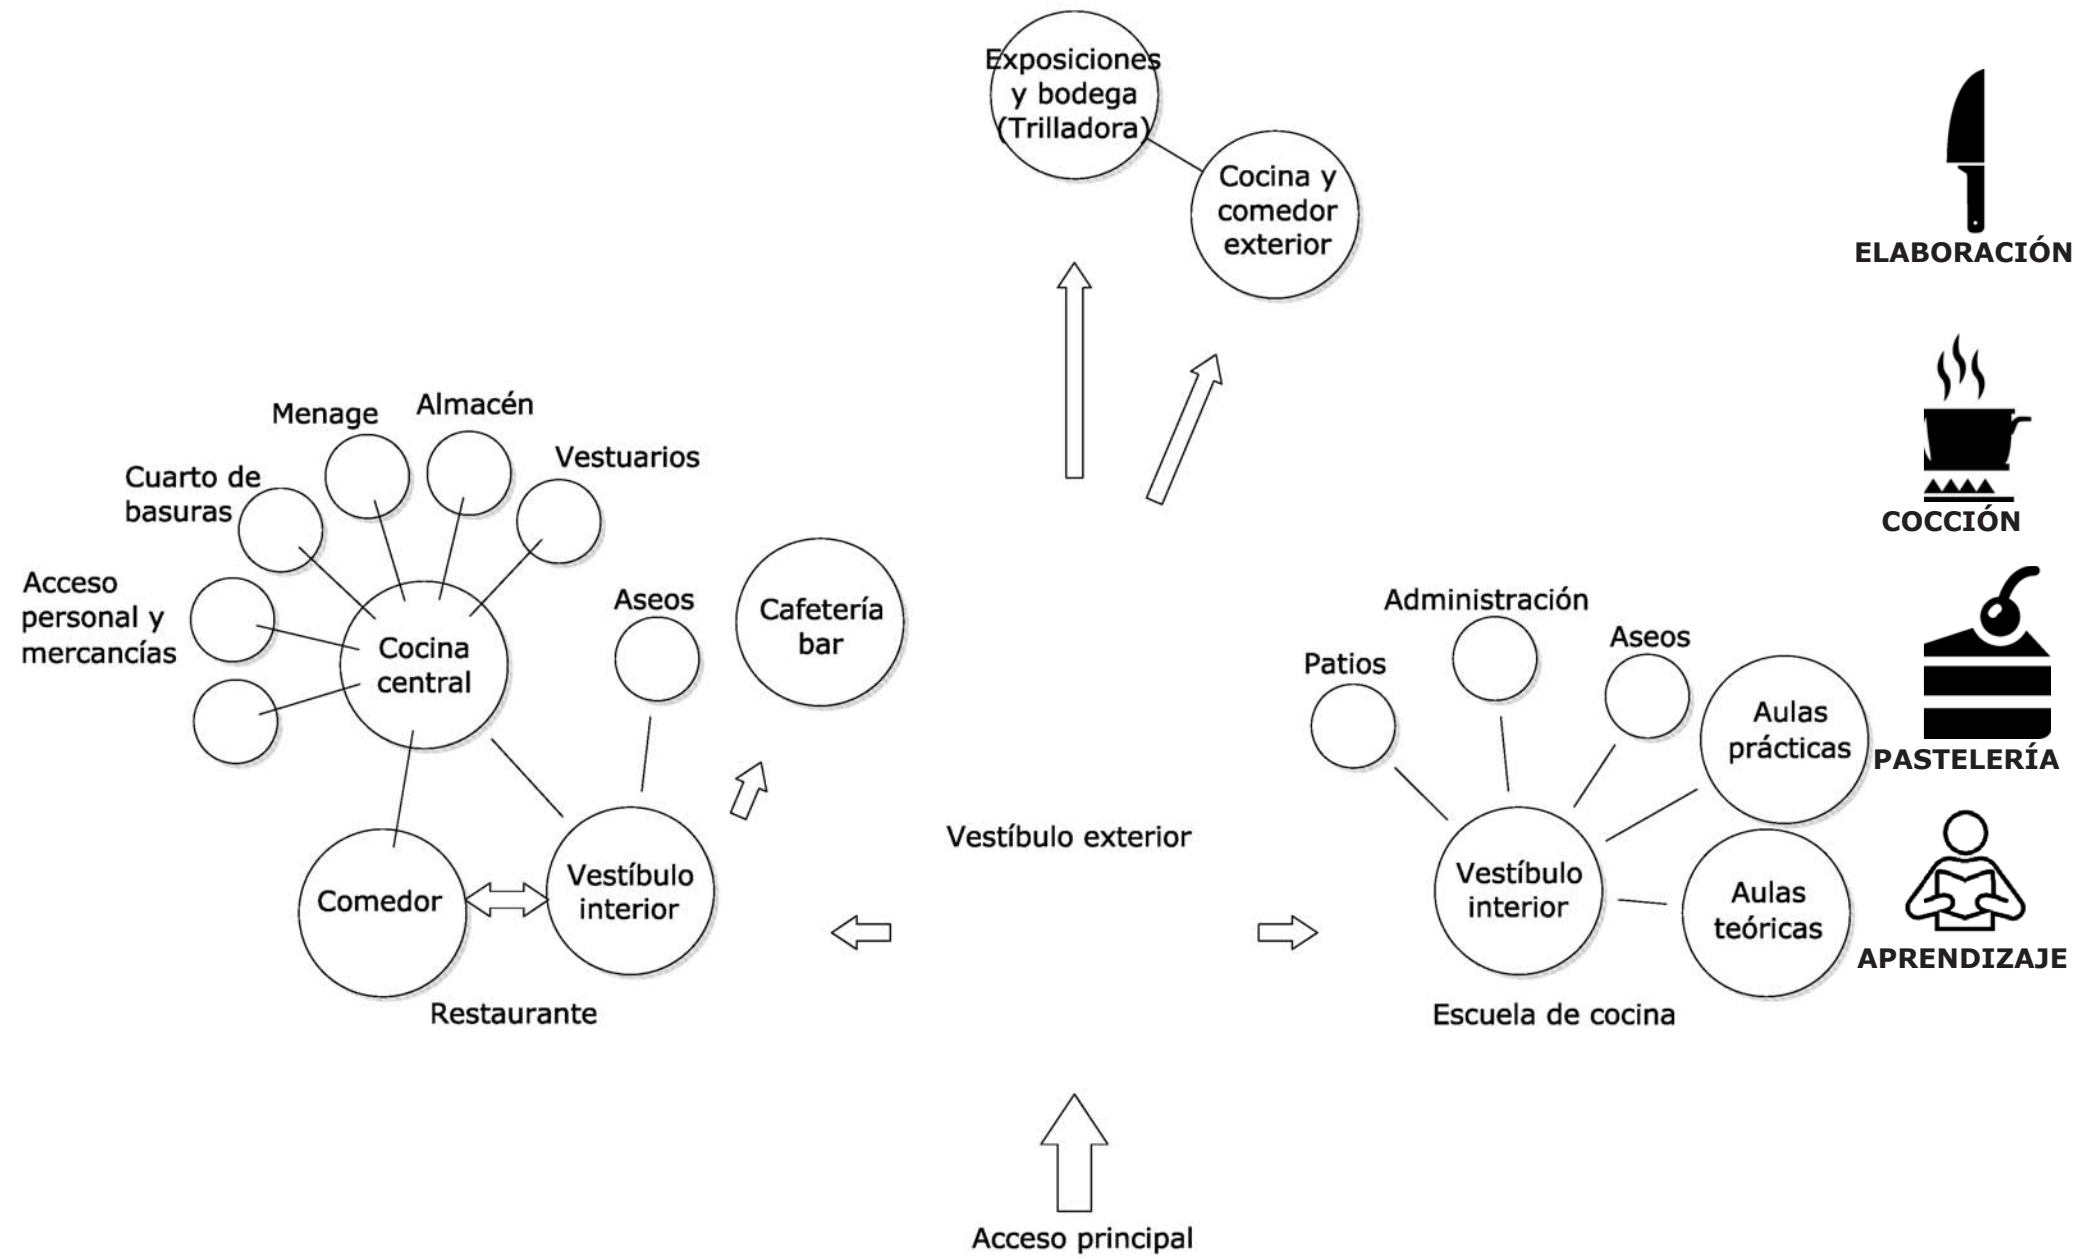 Exposiciones
y bodega
(Trilladora)
Cocina y
comedor
exterior
ELABORACIÓN
COCCIÓN
PASTELERÍA
APRENDIZAJE
Menage
Almacén
Vestuarios
Cuarto de
basuras
Acceso
personal y
mercancías
Cocina
central
Aseos
Cafetería
bar
Comedor
Vestíbulo
interior
Restaurante
Vestíbulo exterior
Administración
Aseos
Patios
Aulas
prácticas
Vestíbulo
interior
Aulas
teóricas
Escuela de cocina
Acceso principal